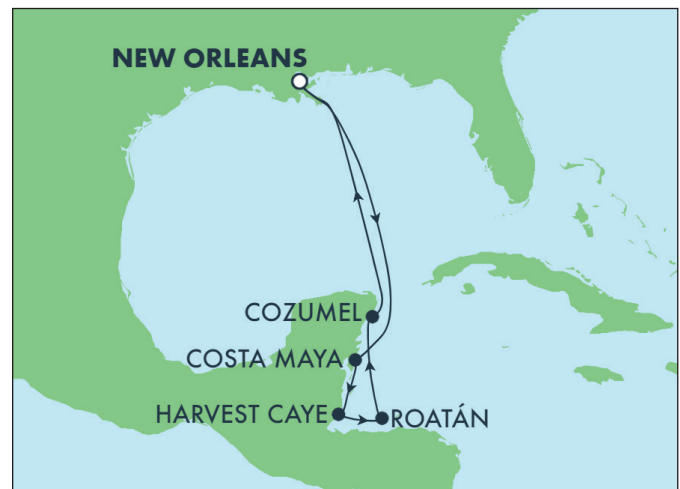 NEW ORLEANS
COZUMEL
COSTA MAYA
HARVEST CAYE
ROATÁN